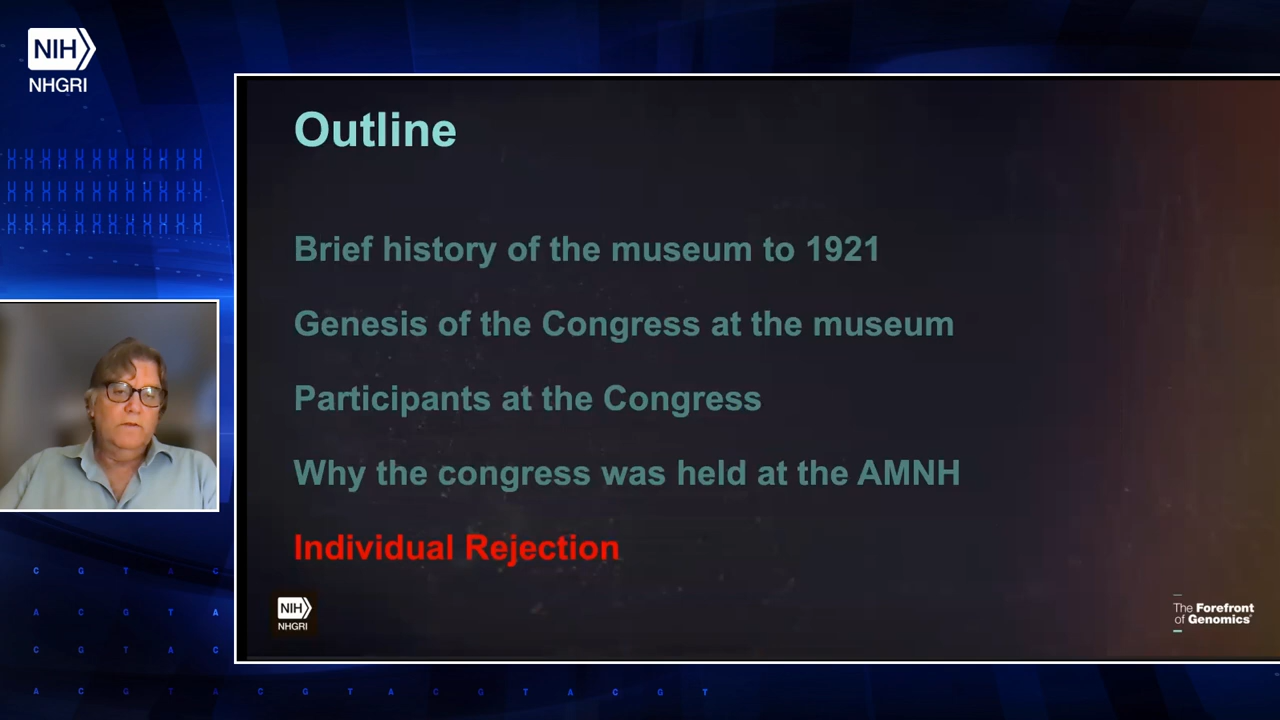 NIH
NHGRI
Outline
Brief history of the museum to 1921
Genesis of the Congress at the museum
Participants at the Congress
Why the congress was held at the AMNH
Individual Rejection
NIH
NHGRI
The Forefront
of Genomics®
C G T A C
A C G T A
C G T A C
A C G T A C G T A C G T A C G T